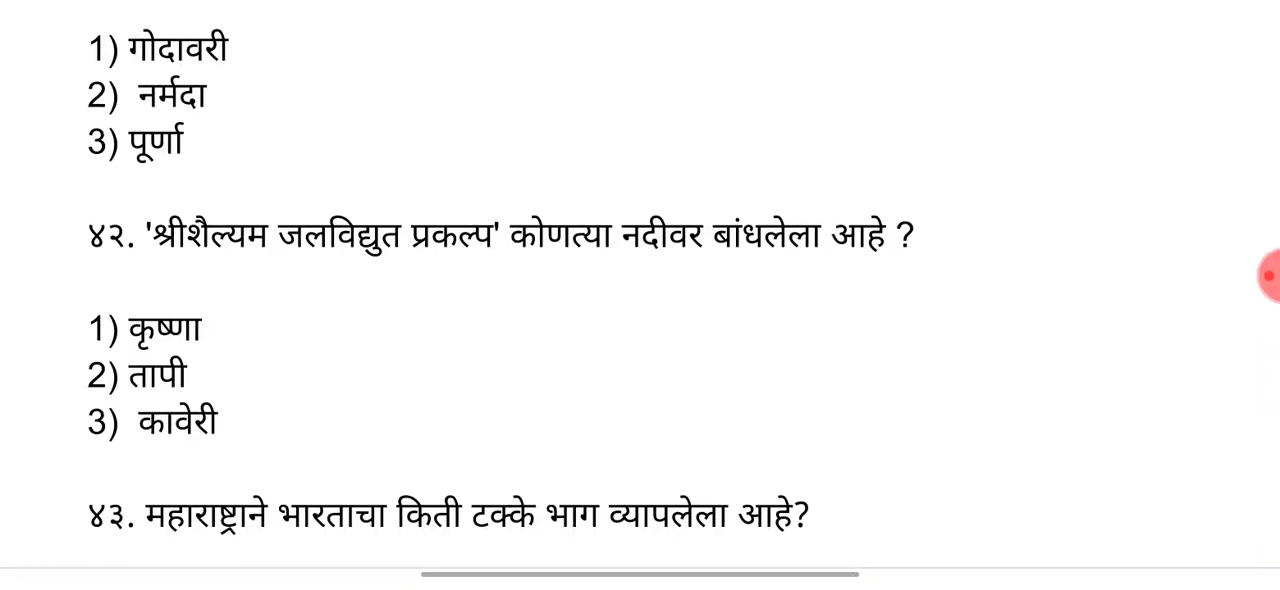 1) गोदावरी
2) नर्मदा
3) पूर्णा
४२. 'श्रीशैल्यम जलविद्युत प्रकल्प' कोणत्या नदीवर बांधलेला आहे ?
1) कृष्णा
2) तापी
3) कावेरी
४३. महाराष्ट्राने भारताचा किती टक्के भाग व्यापलेला आहे?